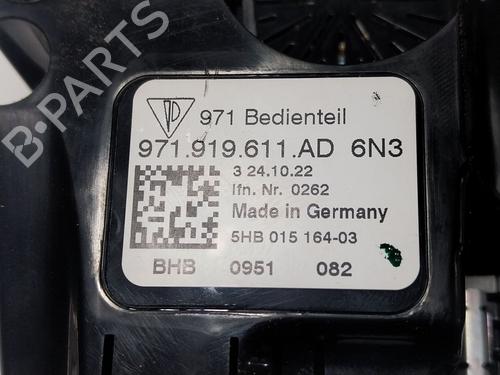 B-PARTS
971 Bedienteil
971.919.611.AD 6N3
3 24.10.22
lfn. Nr. 0262
Made in Germany
5HB 015 164-03
BHB 0951 082